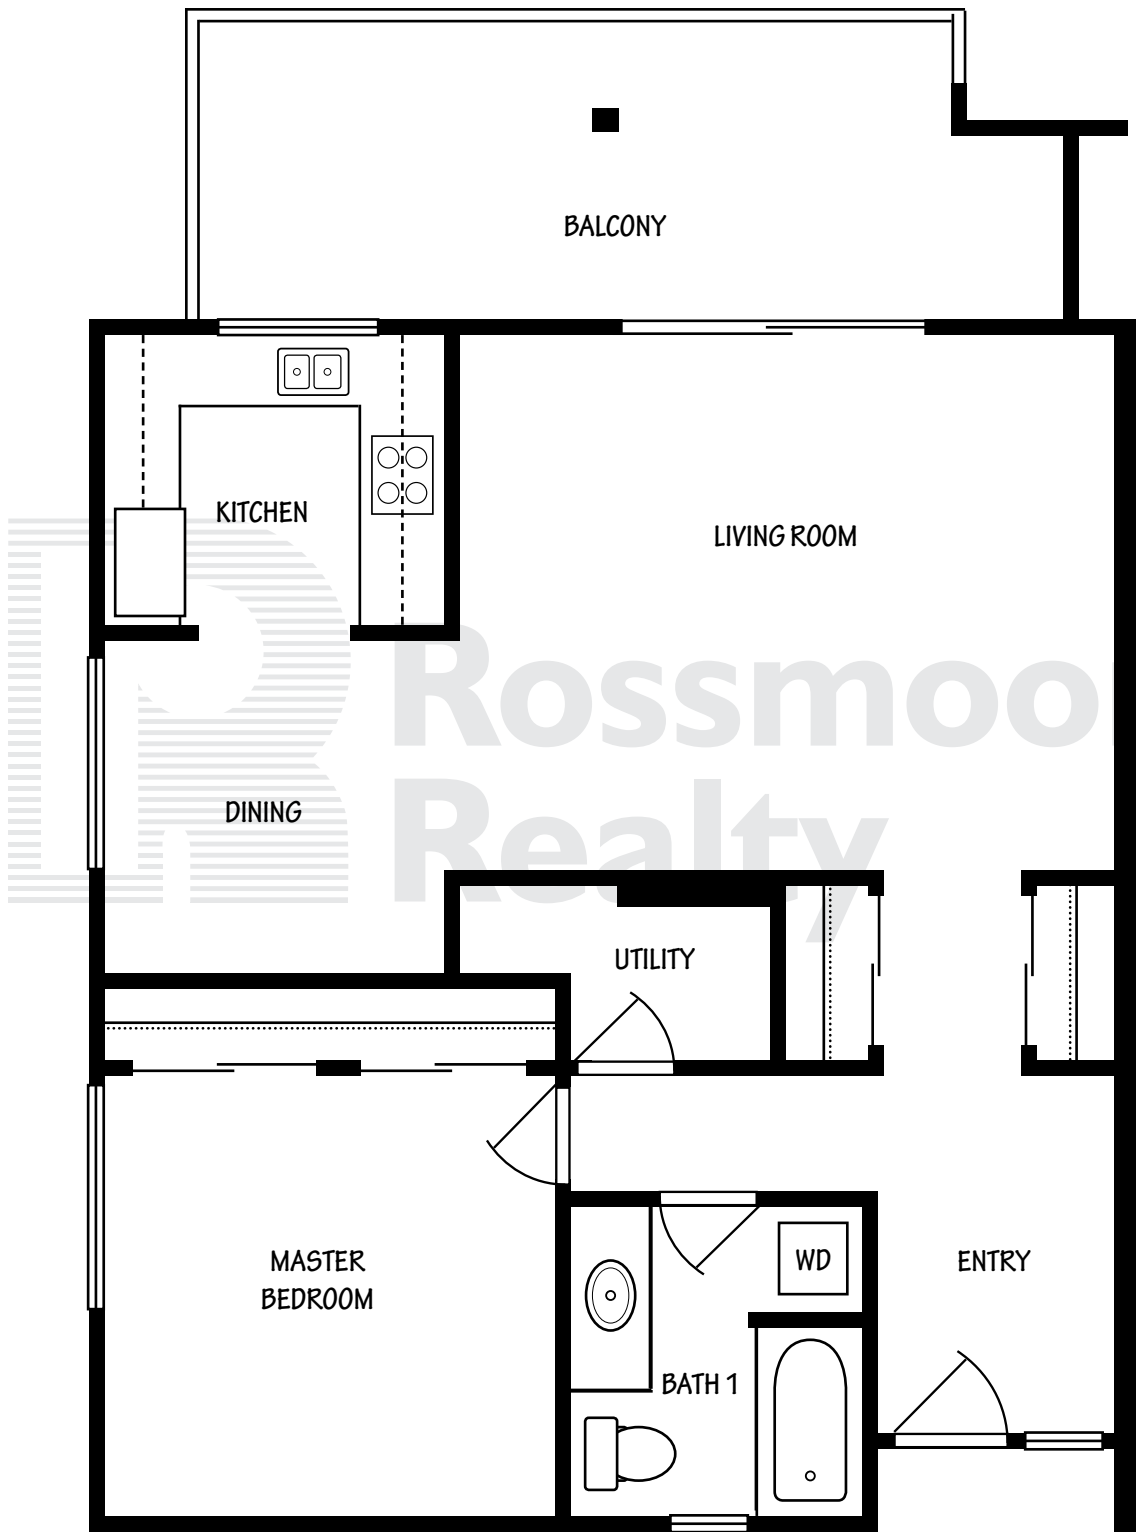 BALCONY
KITCHEN
LIVING ROOM
Rossmoor
Realty
DINING
UTILITY
MASTER
BEDROOM
WD
ENTRY
BATH 1